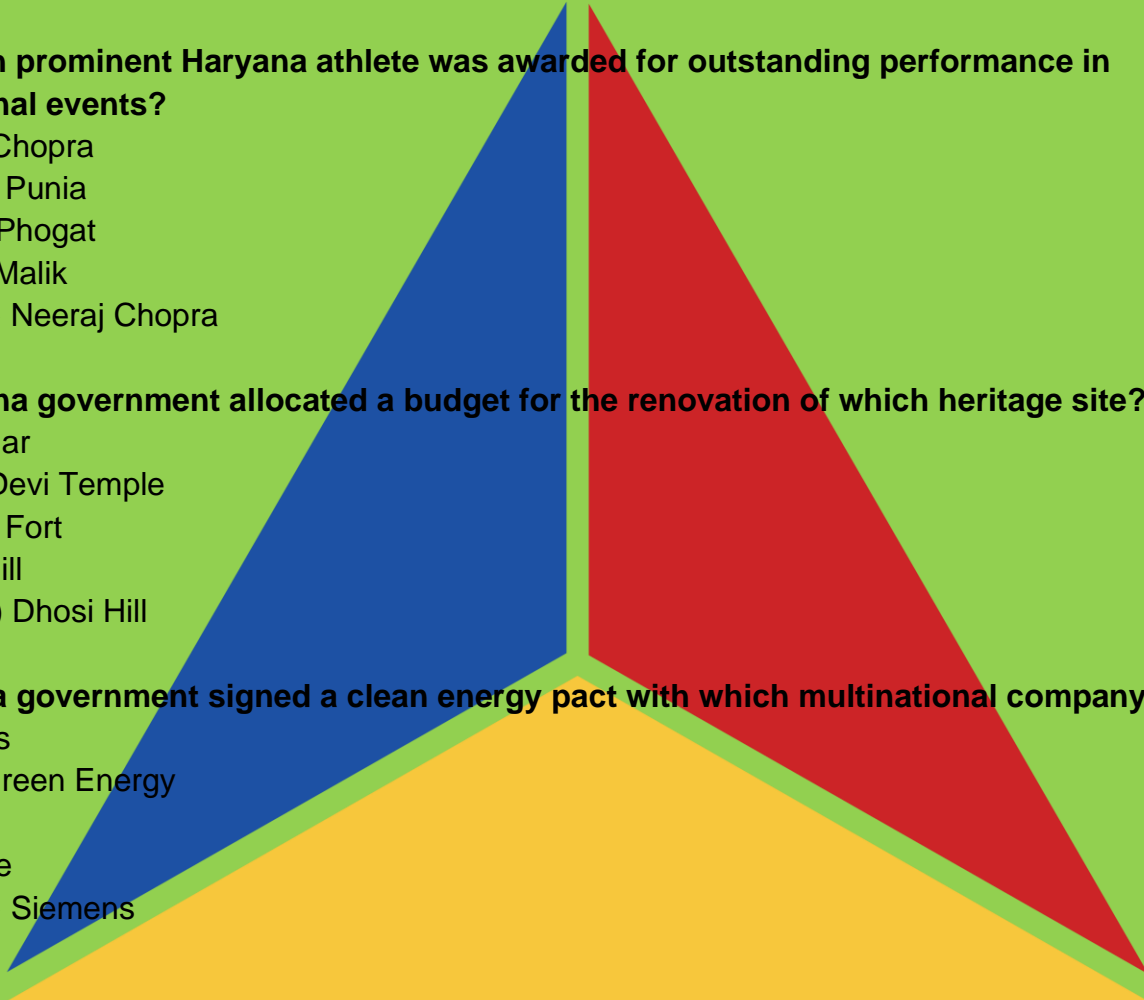 n prominent Haryana athlete was awarded for outstanding performance in
nal events?
Chopra
Punia
Phogat
Malik
Neeraj Chopra
na government allocated a budget for the renovation of which heritage site?
ar
Devi Temple
Fort
ill
) Dhosi Hill
a government signed a clean energy pact with which multinational company
s
reen Energy
e
Siemens